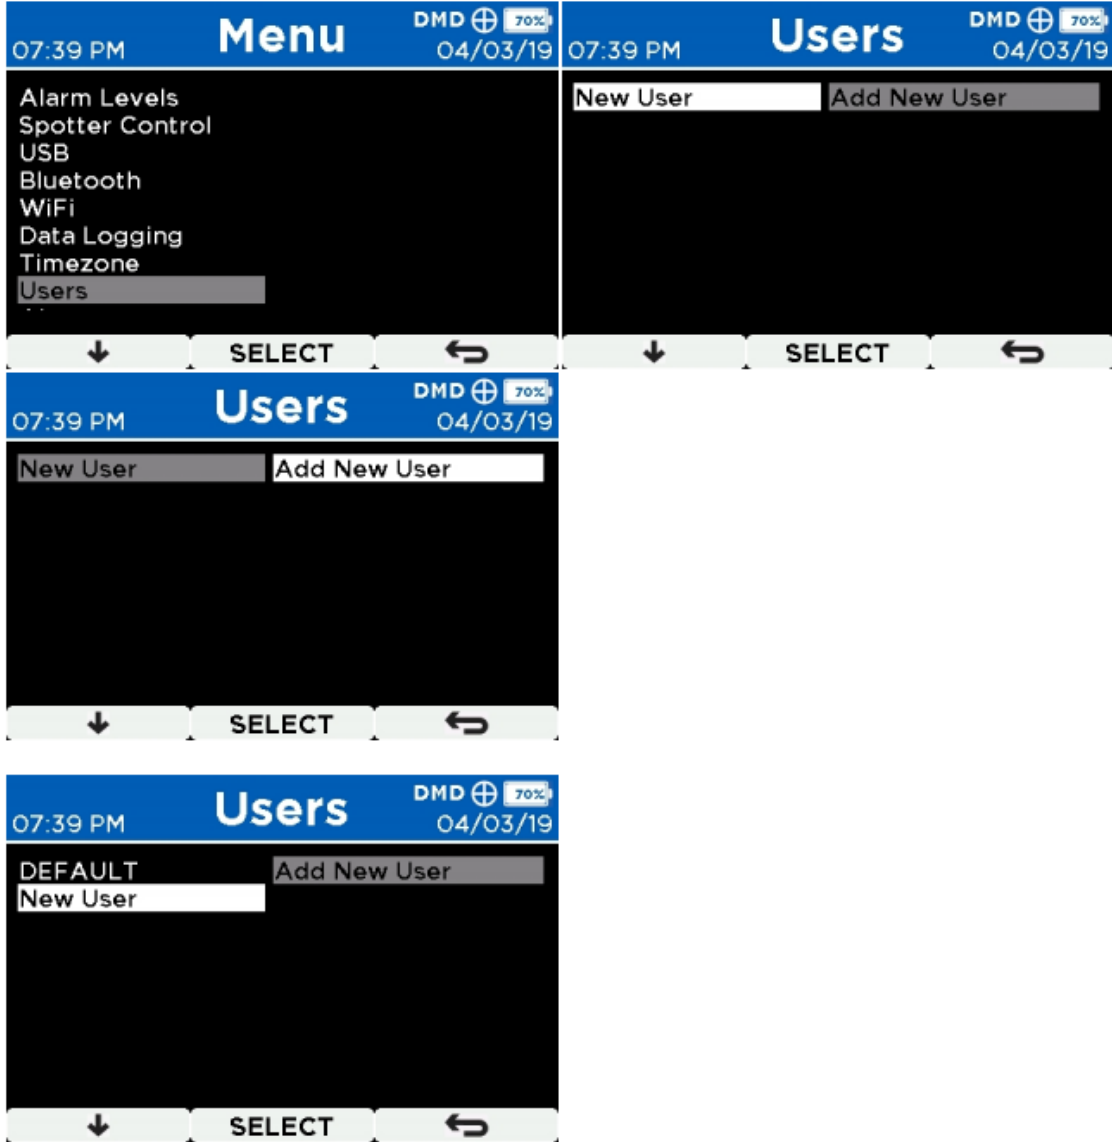 Menu
DMD 70%
07:39 PM
04/03/19
Alarm Levels
Spotter Control
USB
Bluetooth
WiFi
Data Logging
Timezone
Users
SELECT
Users
DMD 70%
07:39 PM
04/03/19
New User
Add New User
SELECT
Users
DMD 70%
07:39 PM
04/03/19
New User
Add New User
SELECT
Users
DMD 70%
07:39 PM
04/03/19
DEFAULT
Add New User
New User
SELECT